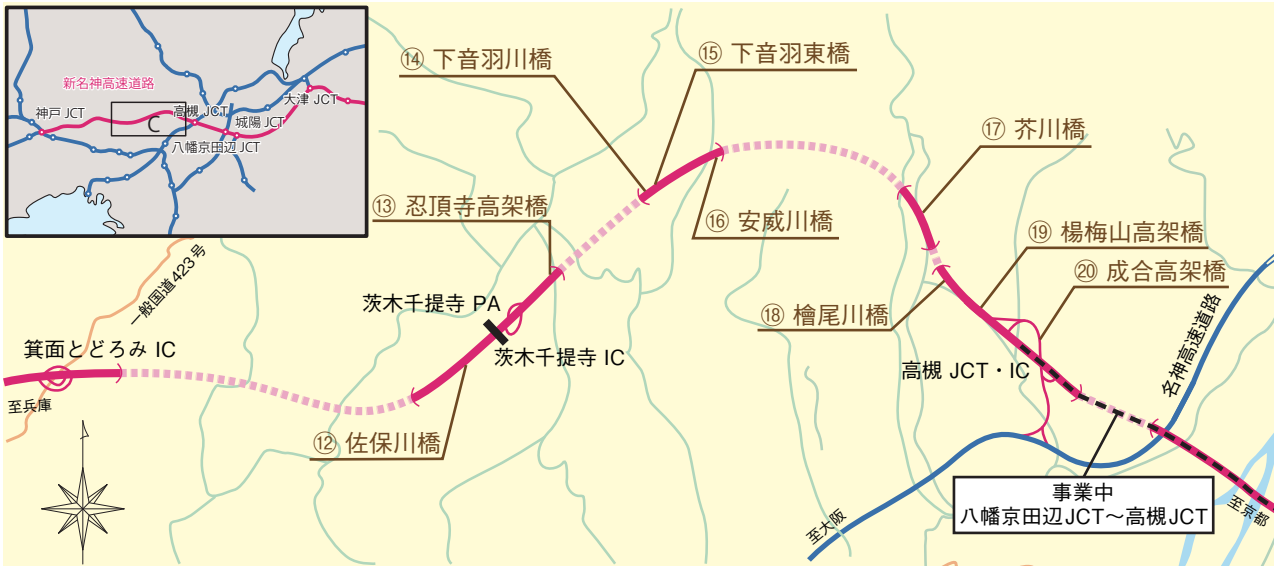 新名神高速道路
神戸 JCT
高槻 JCT
大津 JCT
城陽 JCT
八幡京田辺 JCT
C
⑭ 下音羽川橋
⑮ 下音羽東橋
⑰ 芥川橋
⑬ 忍頂寺高架橋
⑯ 安威川橋
⑲ 楊梅山高架橋
⑳ 成合高架橋
一般国道423号
茨木千提寺 PA
⑱ 檜尾川橋
名神高速道路
箕面とどろみ IC
茨木千提寺 IC
高槻 JCT・IC
至兵庫
⑫ 佐保川橋
事業中
八幡京田辺JCT～高槻JCT
至大阪
至京都